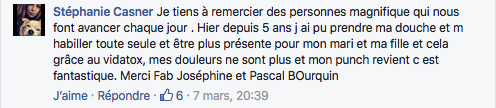 Stéphanie Casner Je tiens à remercier des personnes magnifique qui nous
font avancer chaque jour . Hier depuis 5 ans j ai pu prendre ma douche et m
habiller toute seule et être plus présente pour mon mari et ma fille et cela
grâce au vidatox, mes douleurs ne sont plus et mon punch revient c est
fantastique. Merci Fab Joséphine et Pascal BOurquin
J’aime · Répondre · 6 · 7 mars, 20:39